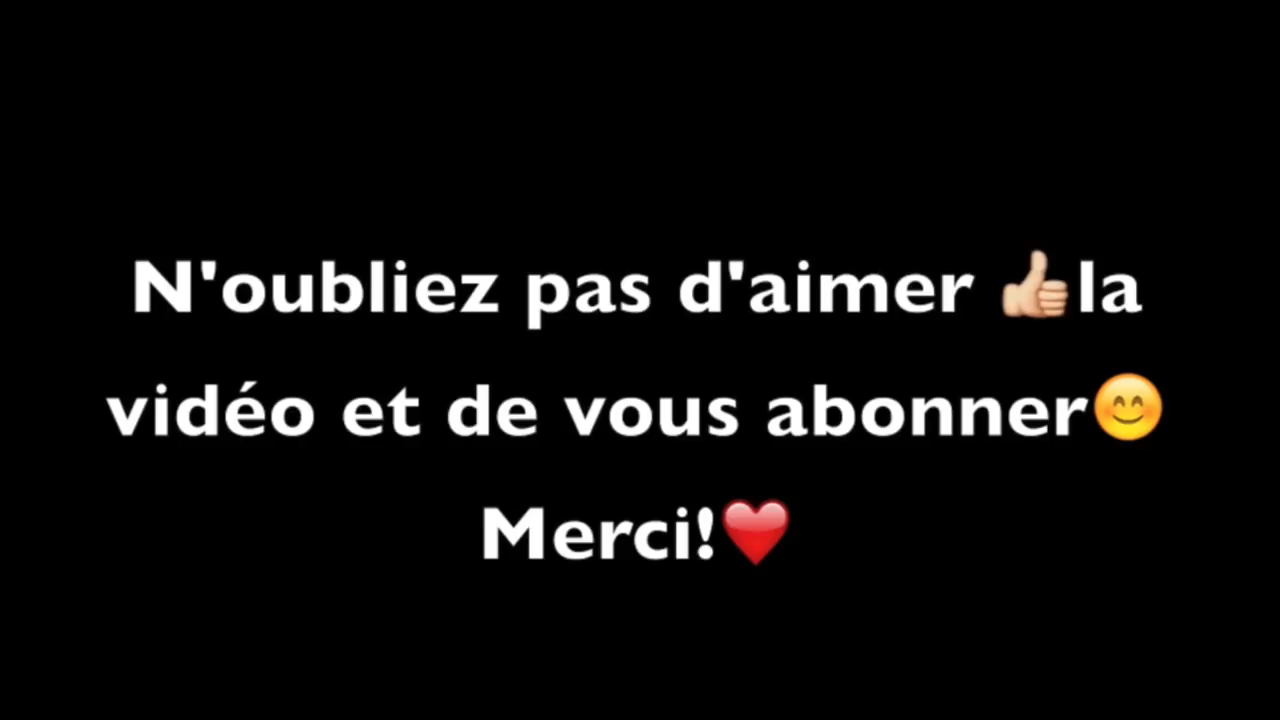 N'oubliez pas d'aimer 👍🏼la
vidéo et de vous abonner😊
Merci!❤️